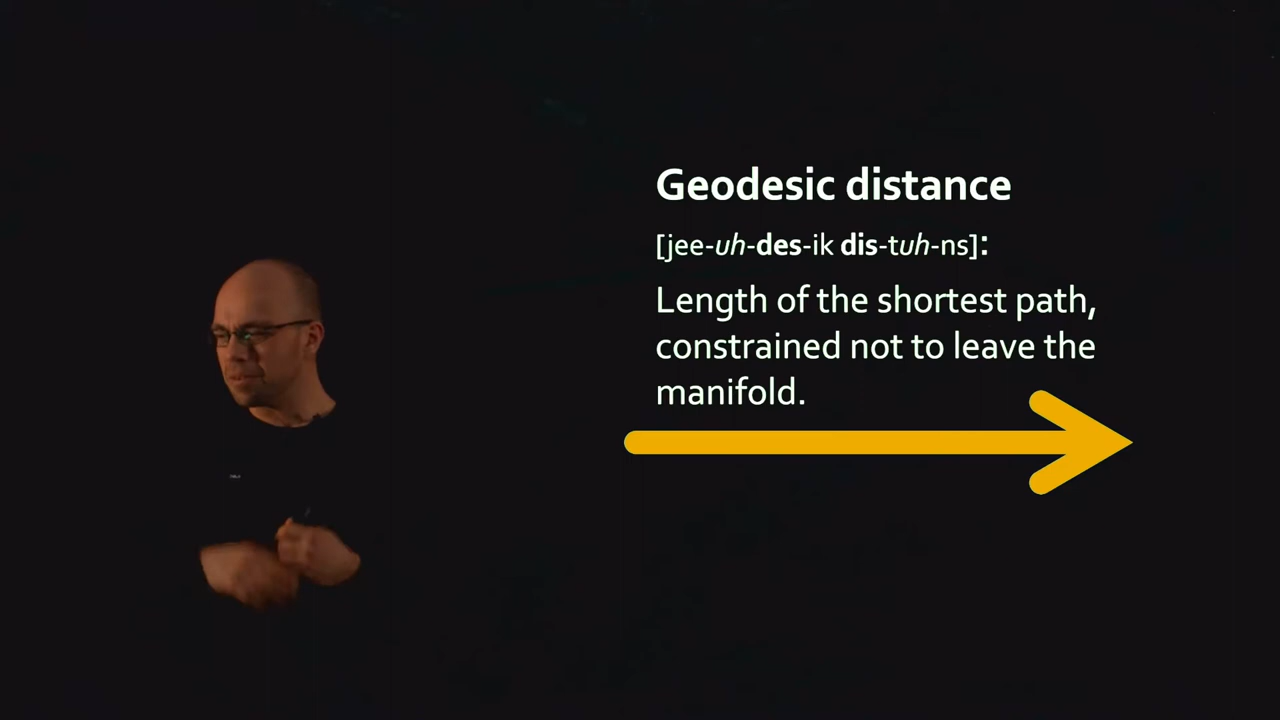 Geodesic distance
[jee-uh-des-ik dis-tuh-ns]:
Length of the shortest path,
constrained not to leave the
manifold.